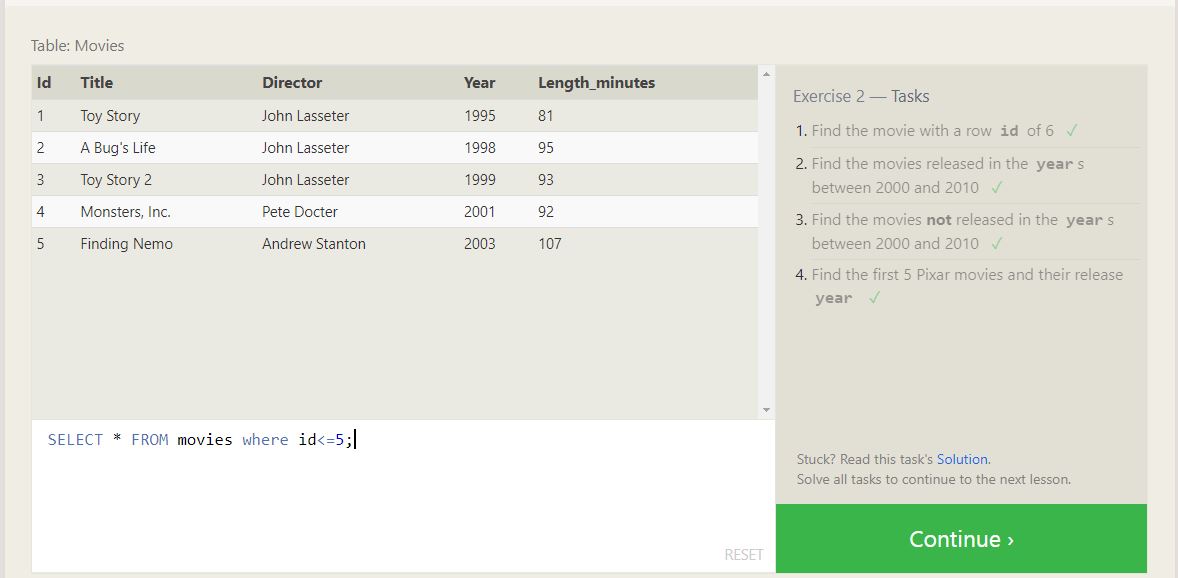 Table: Movies
Id Title Director Year Length_minutes
1 Toy Story John Lasseter 1995 81
2 A Bug's Life John Lasseter 1998 95
3 Toy Story 2 John Lasseter 1999 93
4 Monsters, Inc. Pete Docter 2001 92
5 Finding Nemo Andrew Stanton 2003 107
SELECT * FROM movies where id<=5;
RESET
Exercise 2 — Tasks
1. Find the movie with a row id of 6 ✓
2. Find the movies released in the year s
between 2000 and 2010 ✓
3. Find the movies not released in the year s
between 2000 and 2010 ✓
4. Find the first 5 Pixar movies and their release
year ✓
Stuck? Read this task's Solution.
Solve all tasks to continue to the next lesson.
Continue ›